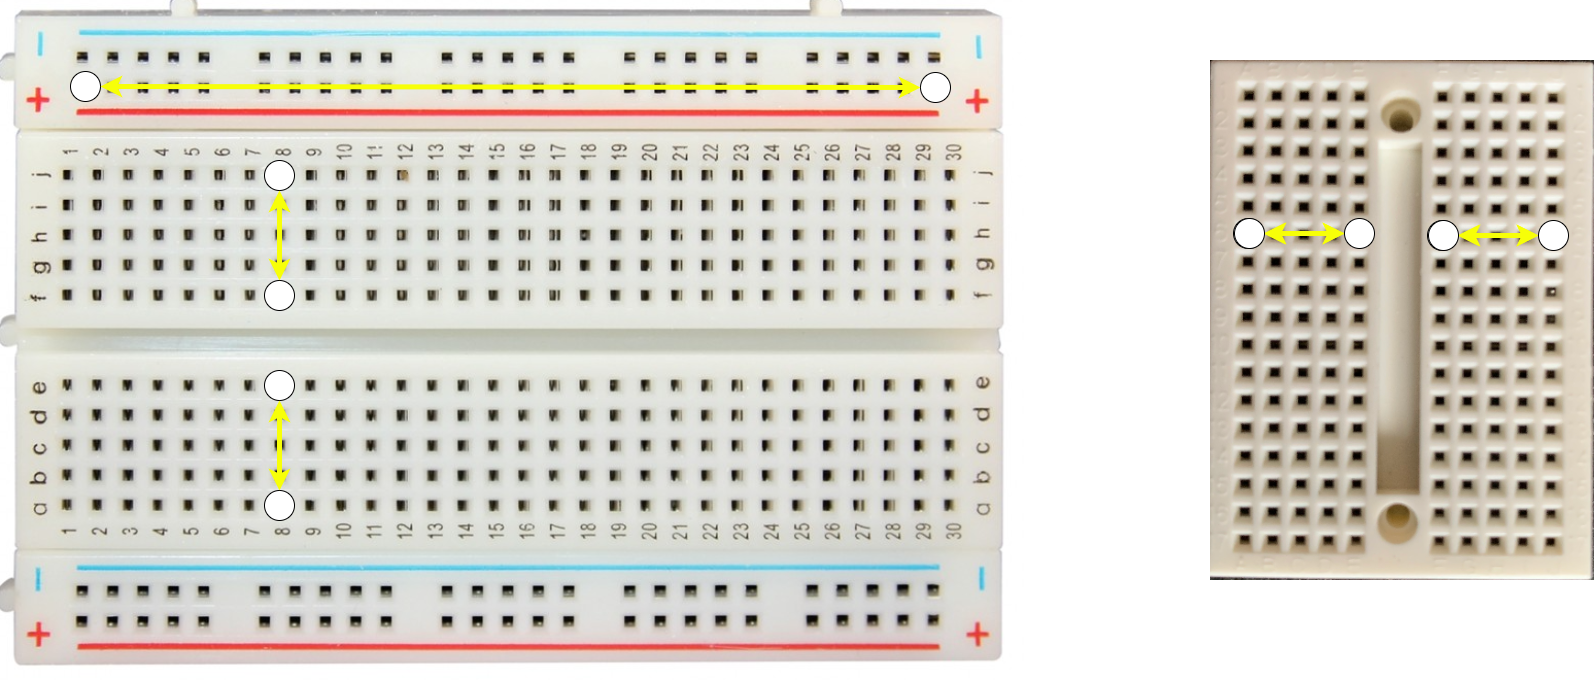 − −
+ +
1 2 3 4 5 6 7 8 9 10 11 12 13 14 15 16 17 18 19 20 21 22 23 24 25 26 27 28 29 30
j j
i i
h h
g g
f f
e e
d d
c c
b b
a a
1 2 3 4 5 6 7 8 9 10 11 12 13 14 15 16 17 18 19 20 21 22 23 24 25 26 27 28 29 30
− −
+ +